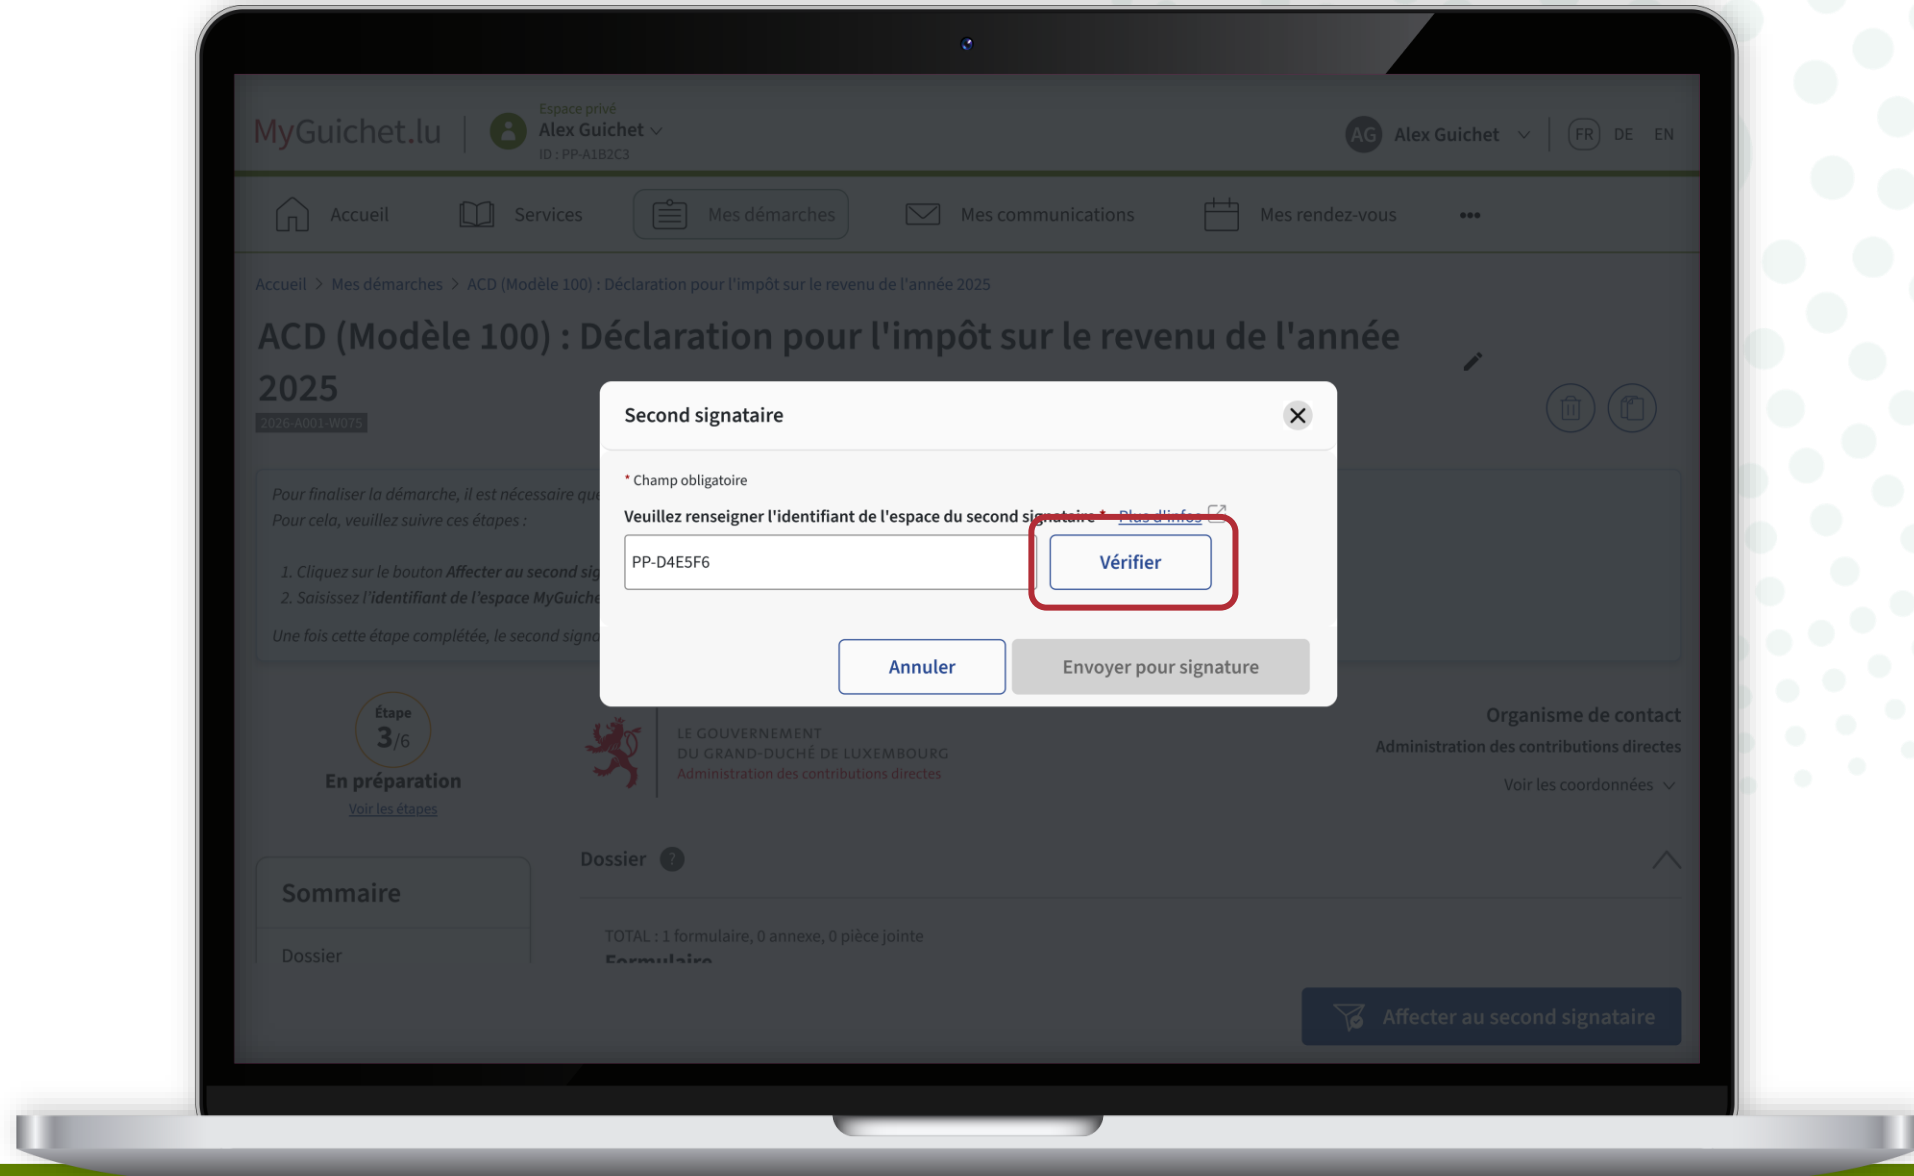 MyGuichet.lu
Espace privé
Alex Guichet
ID : PP-A1B2C3
AG Alex Guichet
FR DE EN
Accueil
Services
Mes démarches
Mes communications
Mes rendez-vous
Accueil > Mes démarches > ACD (Modèle 100) : Déclaration pour l'impôt sur le revenu de l'année 2025
ACD (Modèle 100) : Déclaration pour l'impôt sur le revenu de l'année
2025
2026-A001-W075
Pour finaliser la démarche, il est nécessaire que
Pour cela, veuillez suivre ces étapes :
1. Cliquez sur le bouton Affecter au second sig
2. Saisissez l'identifiant de l'espace MyGuiche
Une fois cette étape complétée, le second signa
Second signataire
* Champ obligatoire
Veuillez renseigner l'identifiant de l'espace du second signataire * Plus d'infos
PP-D4E5F6
Vérifier
Annuler
Envoyer pour signature
Étape
3/6
En préparation
Voir les étapes
LE GOUVERNEMENT
DU GRAND-DUCHÉ DE LUXEMBOURG
Administration des contributions directes
Organisme de contact
Administration des contributions directes
Voir les coordonnées
Sommaire
Dossier
Dossier ?
TOTAL : 1 formulaire, 0 annexe, 0 pièce jointe
Formulaire
Affecter au second signataire